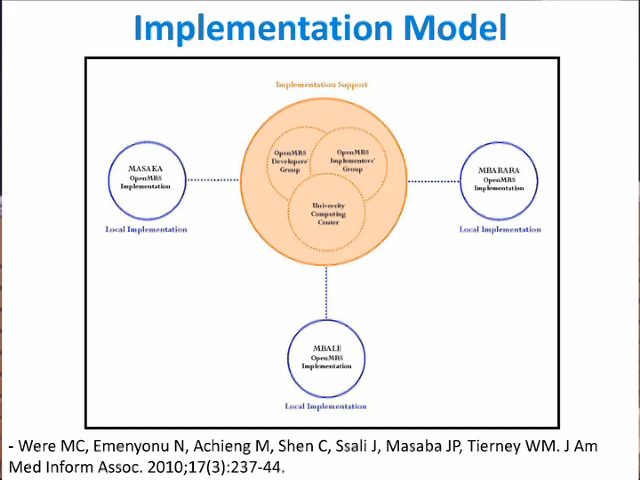 Implementation Model
Implementation Support
OpenMRS
Developers'
Group
OpenMRS
Implementers'
Group
University
Computing
Center
MASAKA
OpenMRS
Implementation
Local Implementation
MBARARA
OpenMRS
Implementation
Local Implementation
MBALE
OpenMRS
Implementation
Local Implementation
- Were MC, Emenyonu N, Achieng M, Shen C, Ssali J, Masaba JP, Tierney WM. J Am
Med Inform Assoc. 2010;17(3):237-44.